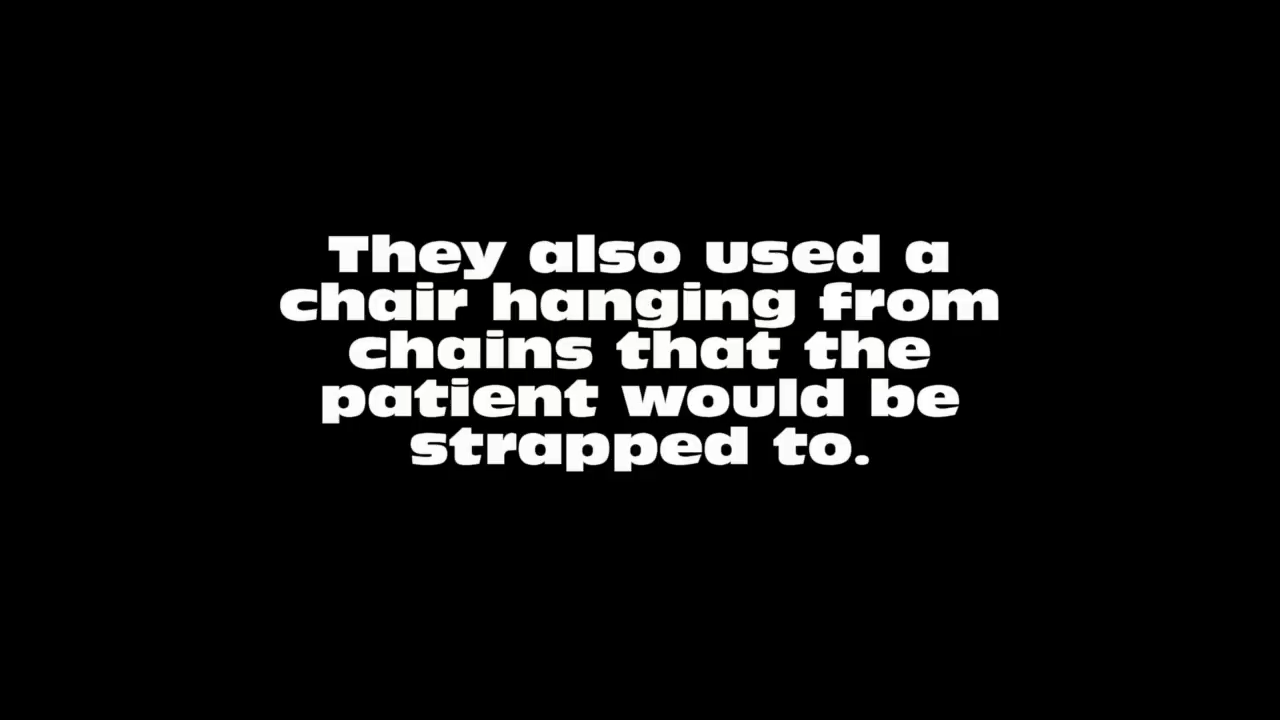 They also used a
chair hanging from
chains that the
patient would be
strapped to.